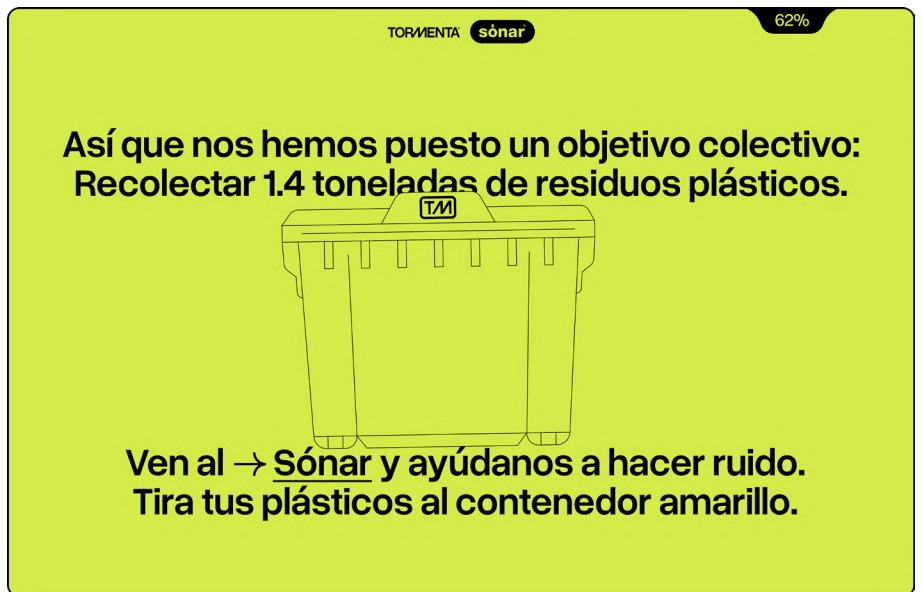 TORMENTA sónar
62%
Así que nos hemos puesto un objetivo colectivo:
Recolectar 1.4 toneladas de residuos plásticos.
TM
Ven al → Sónar y ayúdanos a hacer ruido.
Tira tus plásticos al contenedor amarillo.